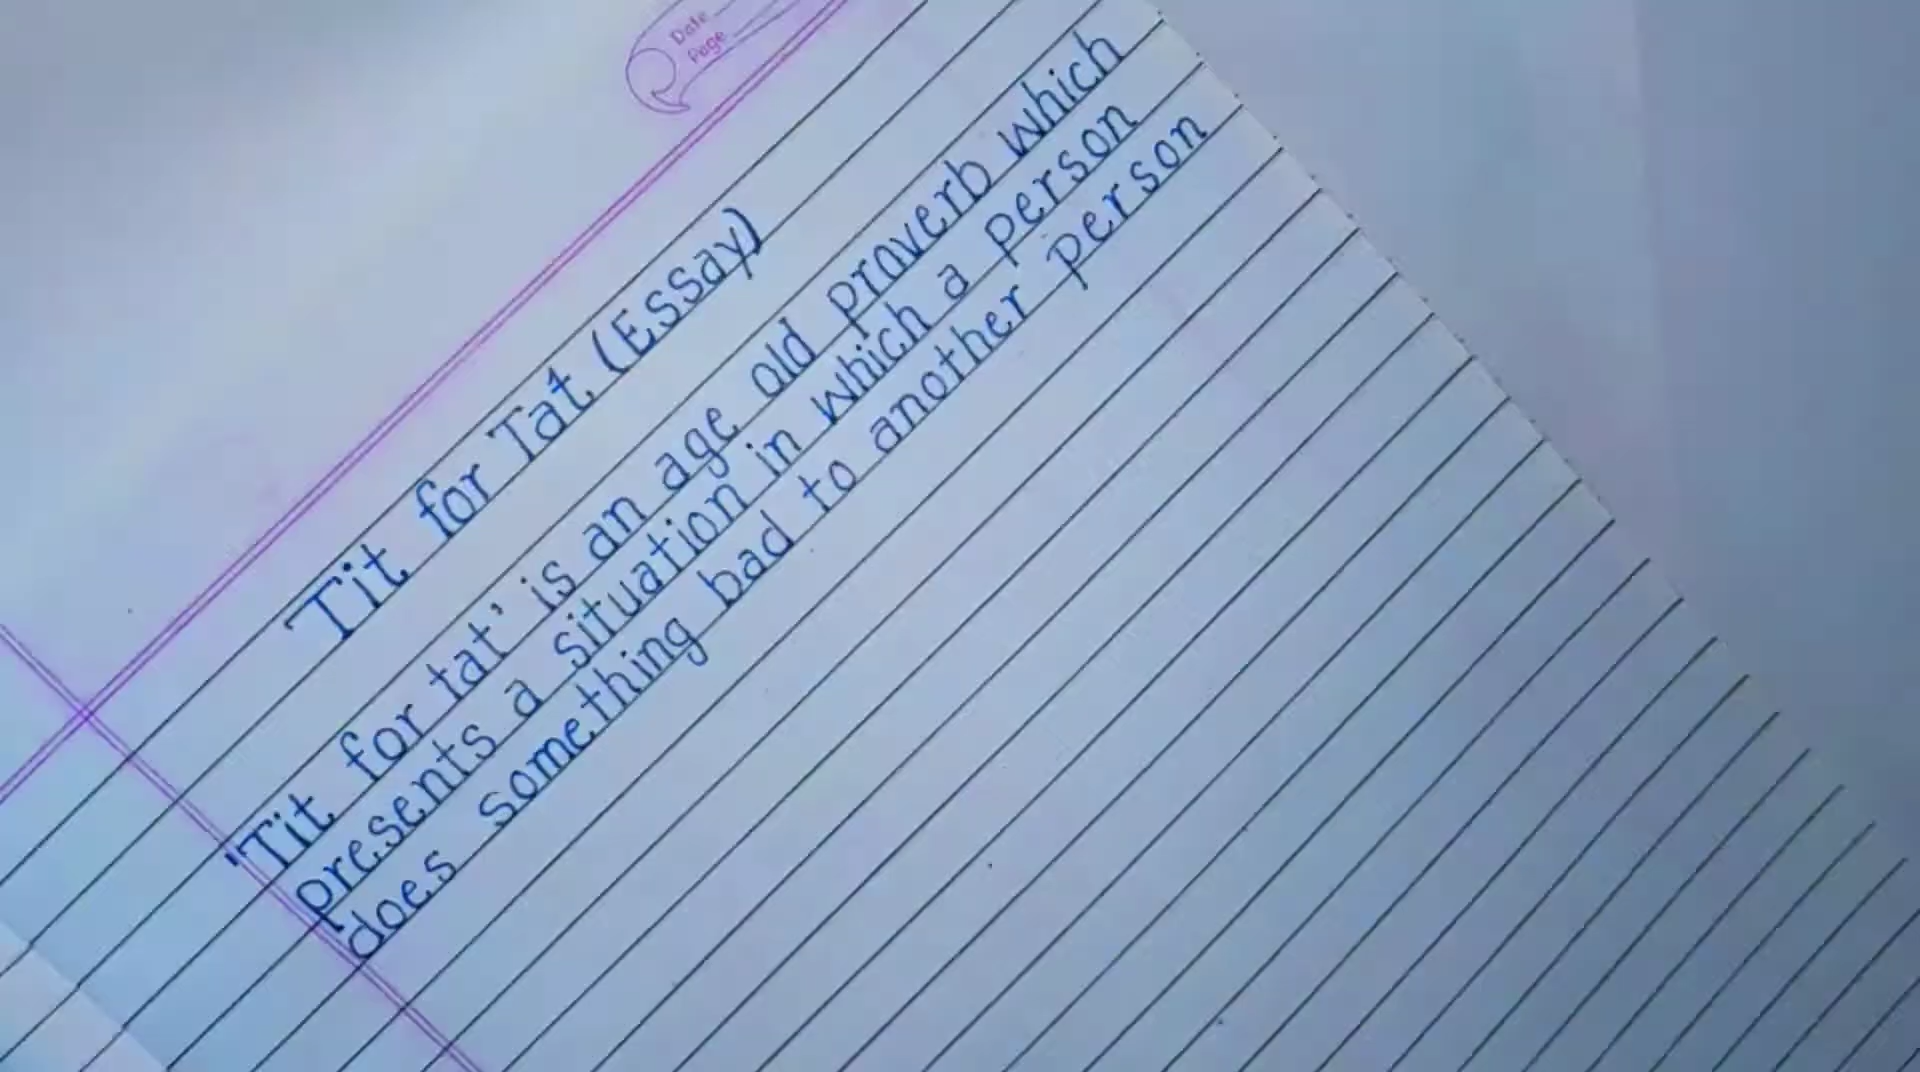 Date
Page
Tit for Tat (Essay)
'Tit for tat' is an age old proverb which
presents a situation in which a person
does something bad to another person